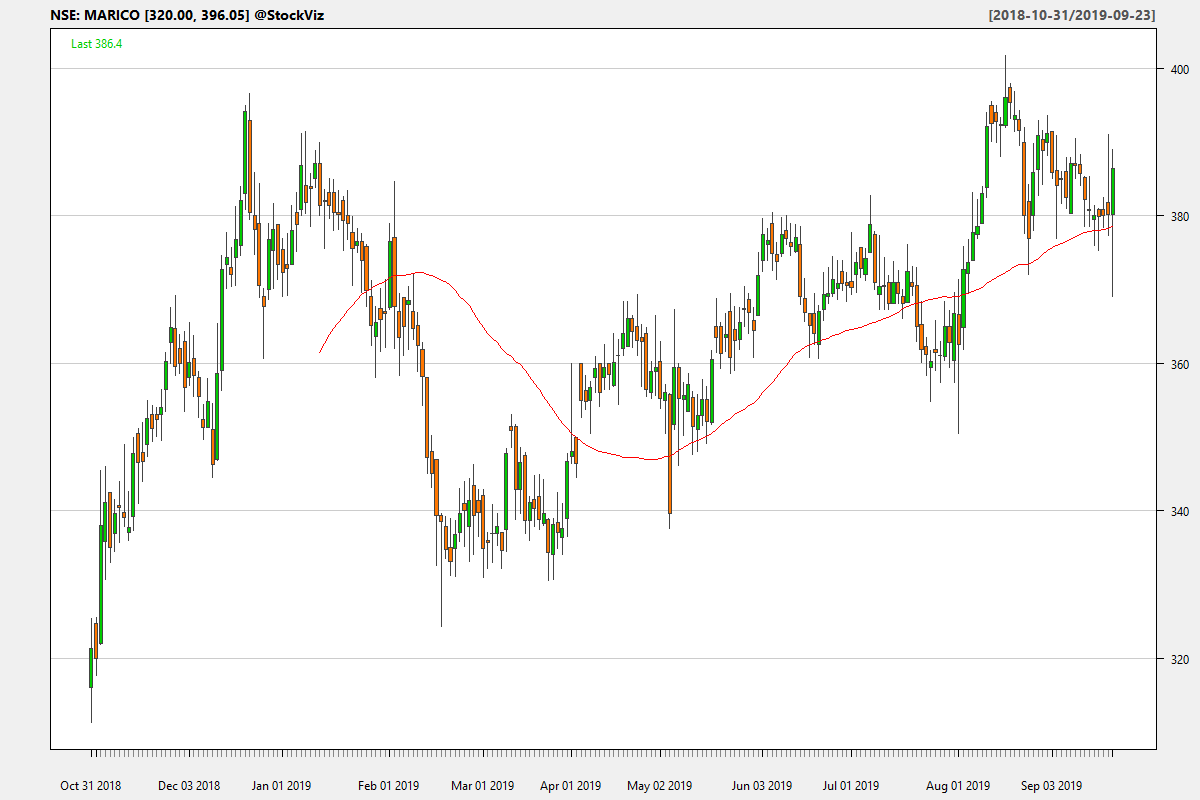 NSE: MARICO [320.00, 396.05] @StockViz
[2018-10-31/2019-09-23]
Last 386.4
400
380
360
340
320
Oct 31 2018
Dec 03 2018
Jan 01 2019
Feb 01 2019
Mar 01 2019
Apr 01 2019
May 02 2019
Jun 03 2019
Jul 01 2019
Aug 01 2019
Sep 03 2019